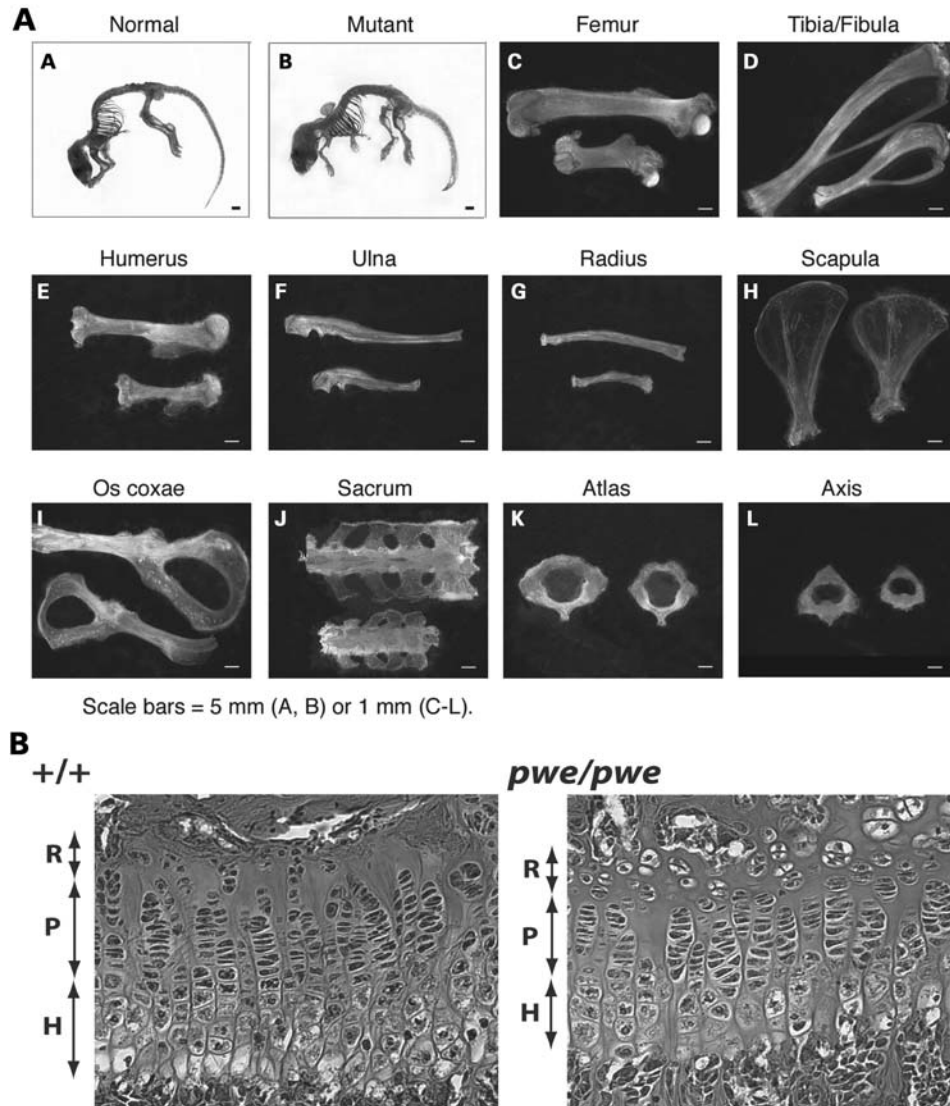 A
Normal Mutant Femur Tibia/Fibula
A B C D
Humerus Ulna Radius Scapula
E F G H
Os coxae Sacrum Atlas Axis
I J K L
Scale bars = 5 mm (A, B) or 1 mm (C-L).
B
+/+ pwe/pwe
R R
P P
H H